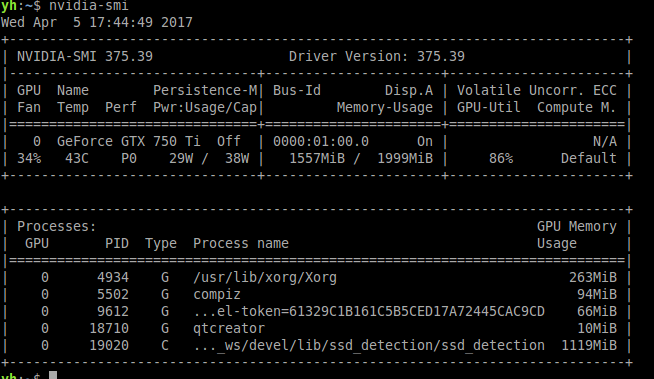 yh:~$ nvidia-smi
Wed Apr  5 17:44:49 2017
+-----------------------------------------------------------------------------+
| NVIDIA-SMI 375.39                 Driver Version: 375.39                    |
|-------------------------------+----------------------+----------------------+
| GPU  Name        Persistence-M| Bus-Id        Disp.A | Volatile Uncorr. ECC |
| Fan  Temp  Perf  Pwr:Usage/Cap|         Memory-Usage | GPU-Util  Compute M. |
|===============================+======================+======================|
|   0  GeForce GTX 750 Ti  Off  | 0000:01:00.0      On |                  N/A |
| 34%   43C    P0    29W /  38W |   1557MiB /  1999MiB |     86%      Default |
+-------------------------------+----------------------+----------------------+

+-----------------------------------------------------------------------------+
| Processes:                                                       GPU Memory |
|  GPU       PID  Type  Process name                               Usage      |
|=============================================================================|
|    0      4934    G   /usr/lib/xorg/Xorg                             263MiB |
|    0      5502    G   compiz                                          94MiB |
|    0      9612    G   ...el-token=61329C1B161C5B5CED17A72445CAC9CD    66MiB |
|    0     18710    G   qtcreator                                       10MiB |
|    0     19020    C   ..._ws/devel/lib/ssd_detection/ssd_detection  1119MiB |
+-----------------------------------------------------------------------------+
yh:~$